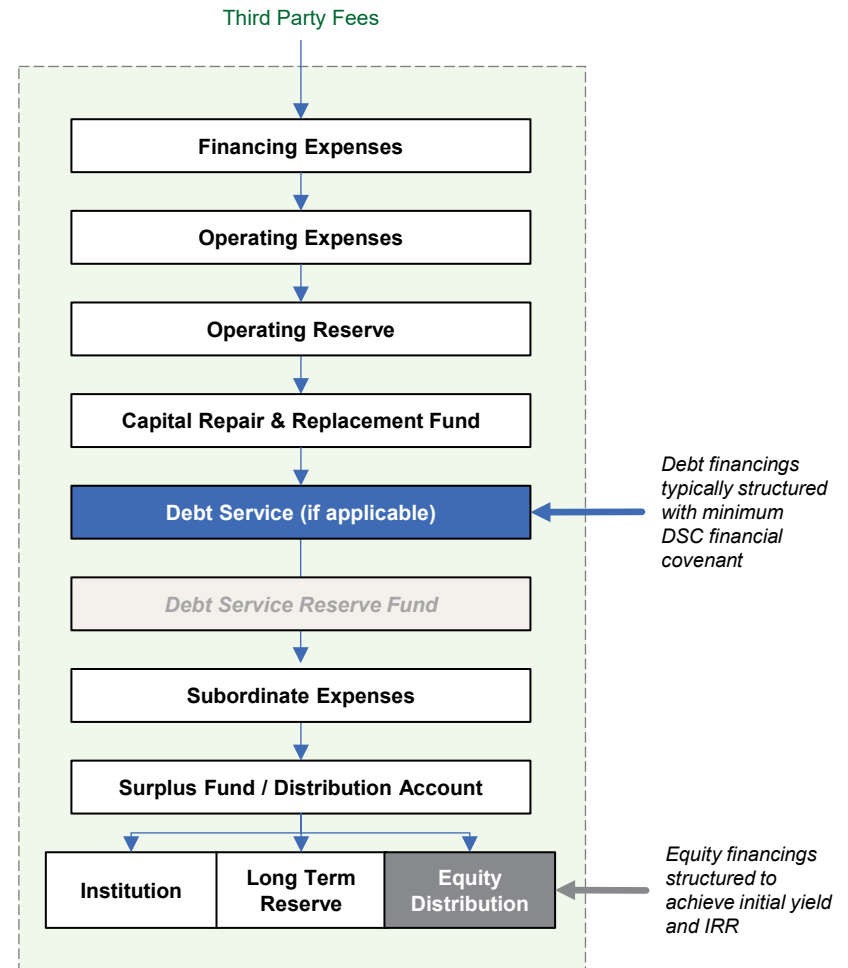 Third Party Fees
Financing Expenses
Operating Expenses
Operating Reserve
Capital Repair & Replacement Fund
Debt Service (if applicable)
Debt financings
typically structured
with minimum
DSC financial
covenant
Debt Service Reserve Fund
Subordinate Expenses
Surplus Fund / Distribution Account
Institution
Long Term
Reserve
Equity
Distribution
Equity financings
structured to
achieve initial yield
and IRR